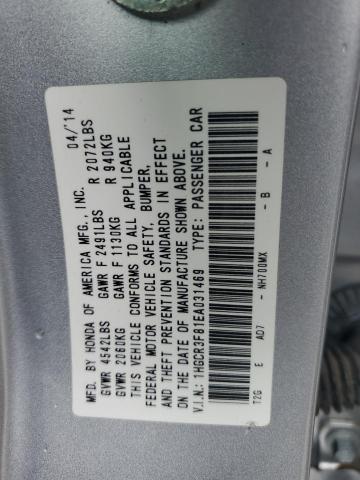 MFD. BY HONDA OF AMERICA MFG., INC. 04/'14
GVWR 4542LBS GAWR F 2491LBS R 2072LBS
GVWR 2060KG GAWR F 1130KG R 940KG
THIS VEHICLE CONFORMS TO ALL APPLICABLE
FEDERAL MOTOR VEHICLE SAFETY, BUMPER,
AND THEFT PREVENTION STANDARDS IN EFFECT
ON THE DATE OF MANUFACTURE SHOWN ABOVE.
V.I.N.: 1HGCR3F81EA031469 TYPE: PASSENGER CAR
T2G E AD7 - NH700MX - B - A